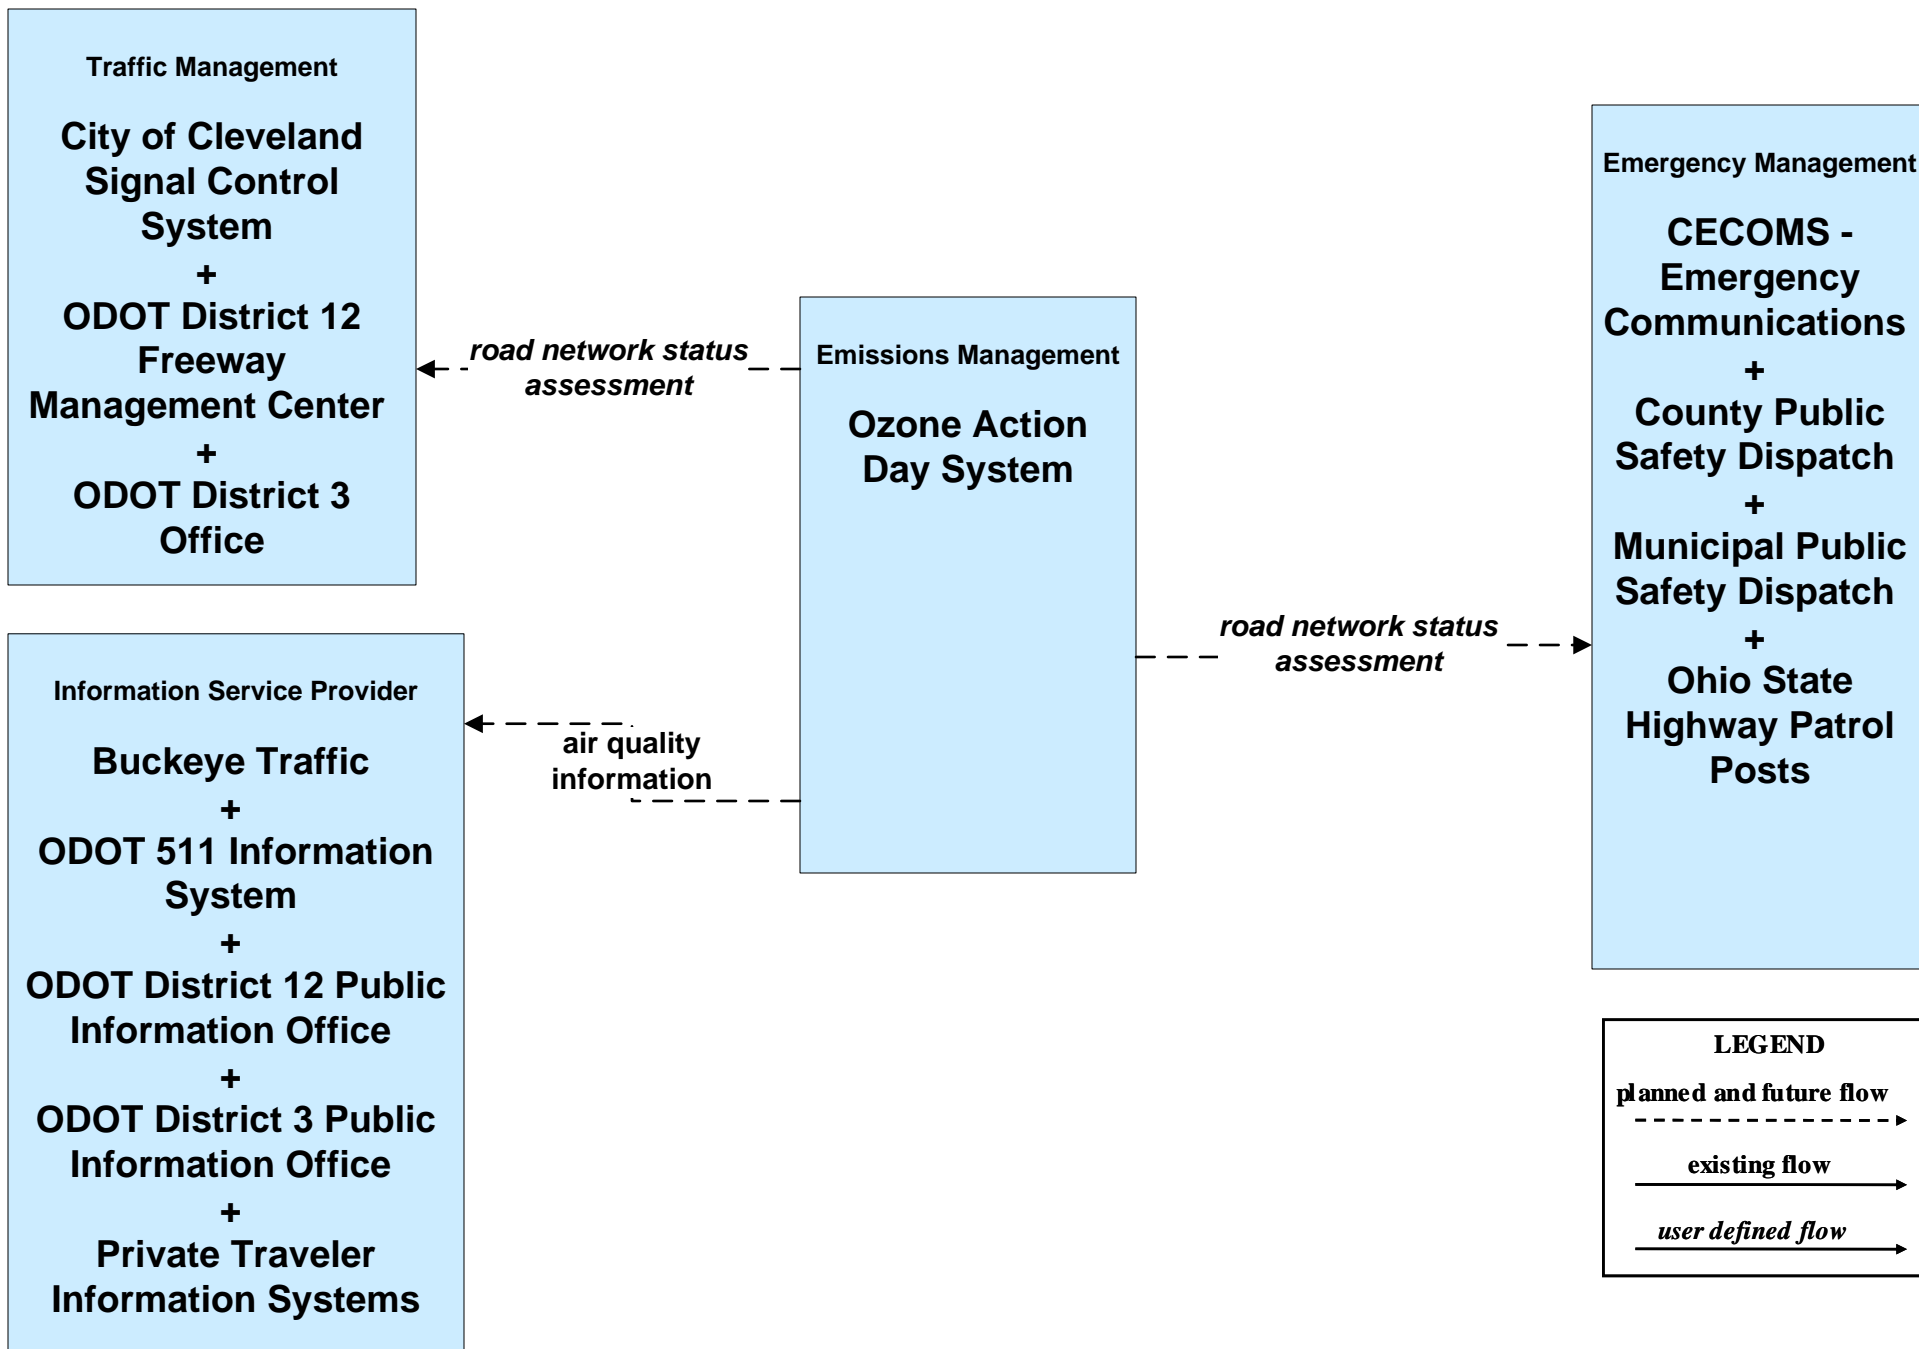 Traffic Management
City of Cleveland
Signal Control
System
+
ODOT District 12
Freeway
Management Center
+
ODOT District 3
Office
Information Service Provider
Buckeye Traffic
+
ODOT 511 Information
System
+
ODOT District 12 Public
Information Office
+
ODOT District 3 Public
Information Office
+
Private Traveler
Information Systems
road network status
assessment
air quality
information
Emissions Management
Ozone Action
Day System
road network status
assessment
Emergency Management
CECOMS -
Emergency
Communications
+
County Public
Safety Dispatch
+
Municipal Public
Safety Dispatch
+
Ohio State
Highway Patrol
Posts
LEGEND
planned and future flow
existing flow
user defined flow